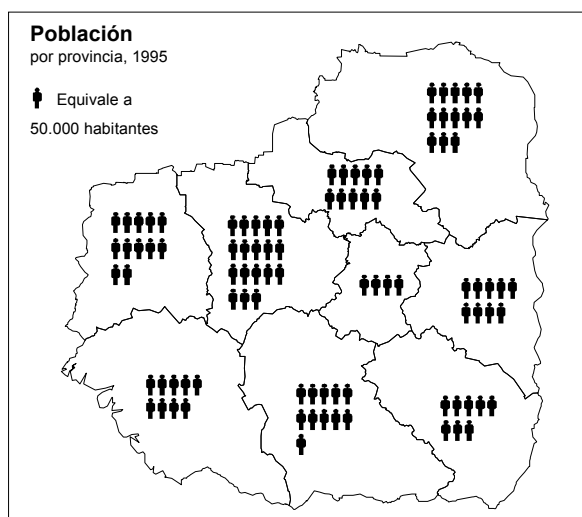 Población
por provincia, 1995
Equivale a
50.000 habitantes